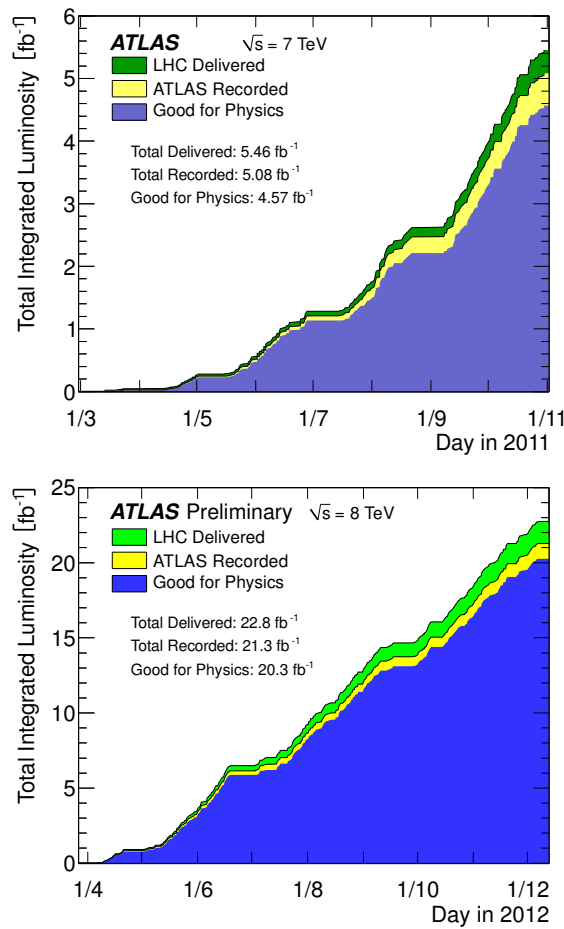 Total Integrated Luminosity [fb⁻¹]
6
5
4
3
2
1
0
ATLAS √s = 7 TeV
LHC Delivered
ATLAS Recorded
Good for Physics
Total Delivered: 5.46 fb⁻¹
Total Recorded: 5.08 fb⁻¹
Good for Physics: 4.57 fb⁻¹
1/3 1/5 1/7 1/9 1/11
Day in 2011
Total Integrated Luminosity [fb⁻¹]
25
20
15
10
5
0
ATLAS Preliminary √s = 8 TeV
LHC Delivered
ATLAS Recorded
Good for Physics
Total Delivered: 22.8 fb⁻¹
Total Recorded: 21.3 fb⁻¹
Good for Physics: 20.3 fb⁻¹
1/4 1/6 1/8 1/10 1/12
Day in 2012